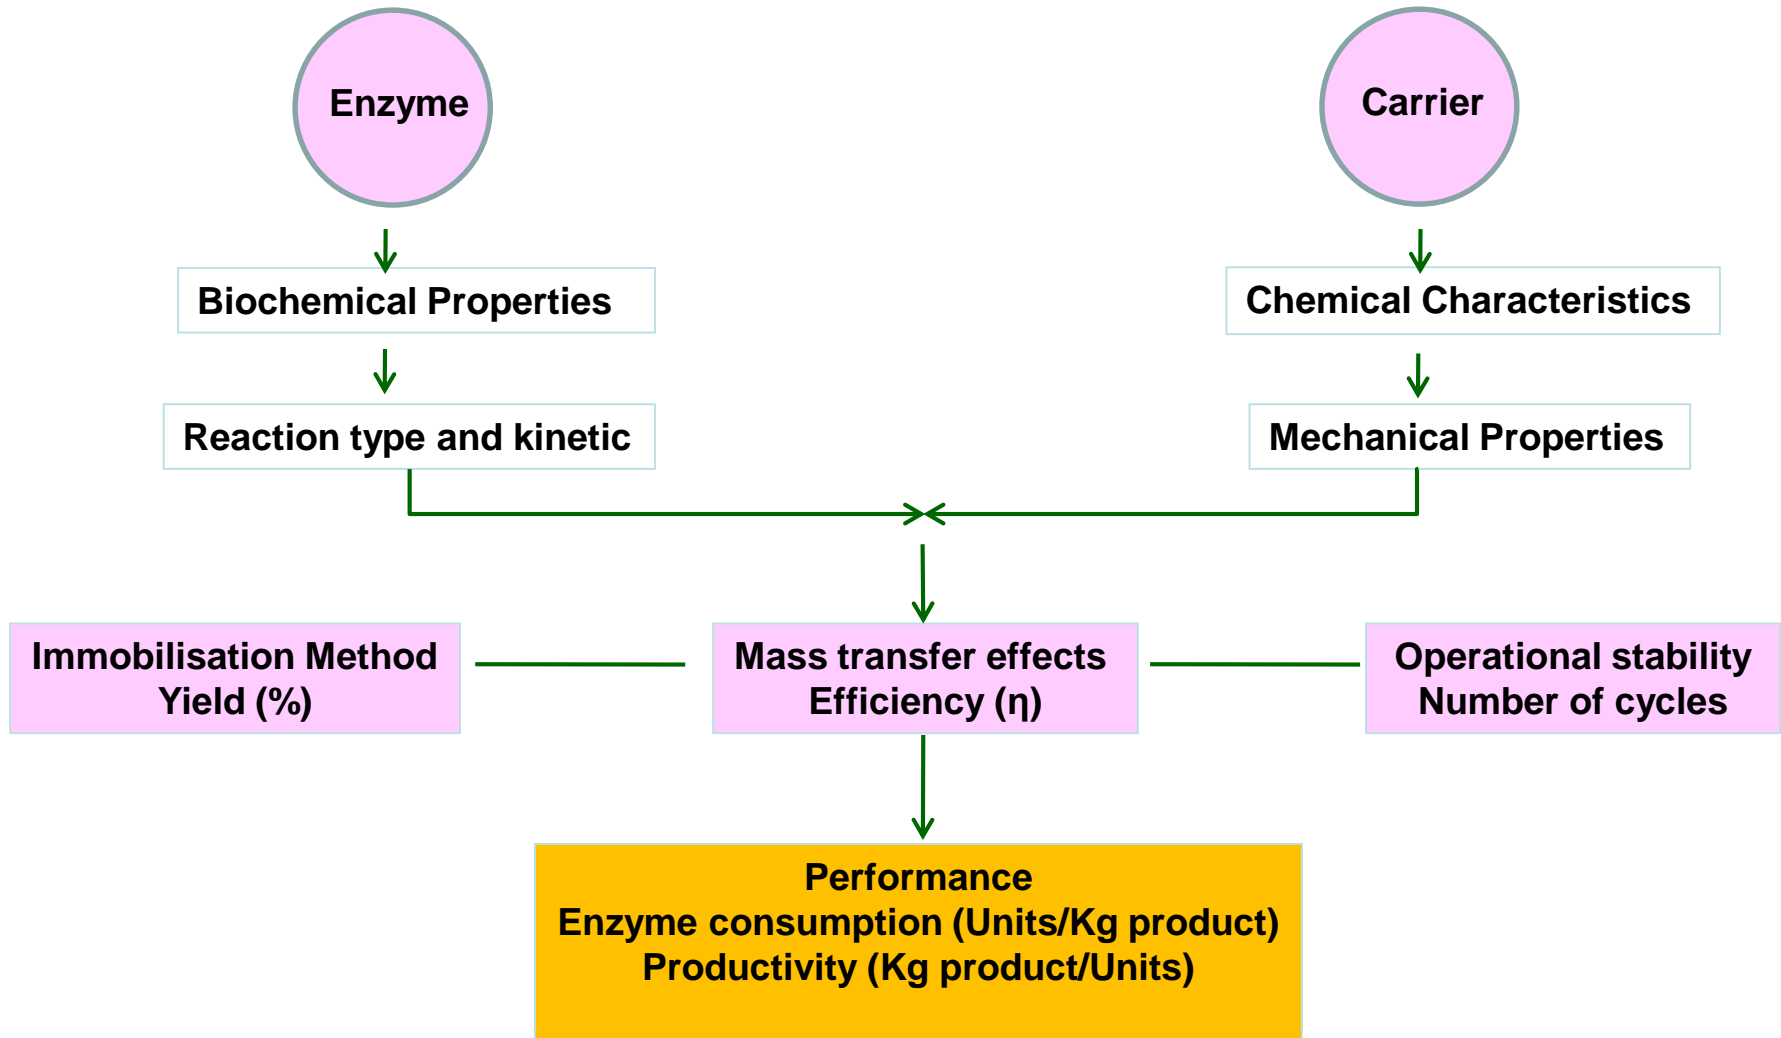 Enzyme
Carrier
Biochemical Properties
Chemical Characteristics
Reaction type and kinetic
Mechanical Properties
Immobilisation Method
Yield (%)
Mass transfer effects
Efficiency (η)
Operational stability
Number of cycles
Performance
Enzyme consumption (Units/Kg product)
Productivity (Kg product/Units)